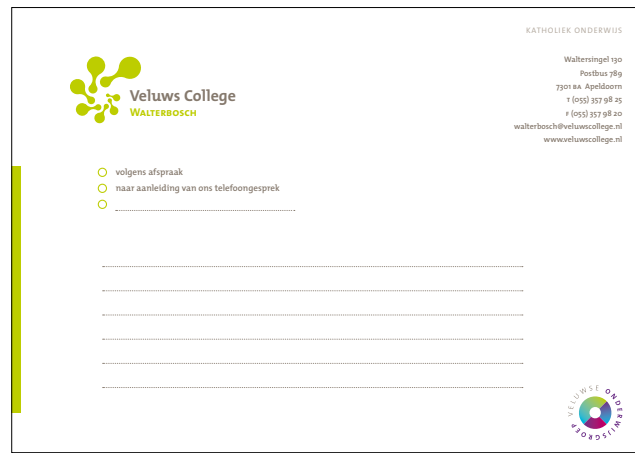 KATHOLIEK ONDERWIJS
Veluws College
WALTERBOSCH
Waltersingel 130
Postbus 789
7301 BA Apeldoorn
T (055) 357 98 25
F (055) 357 98 20
walterbosch@veluwscollege.nl
www.veluwscollege.nl
volgens afspraak
naar aanleiding van ons telefoongesprek
VELUWSE ONDERWIJSGROEP